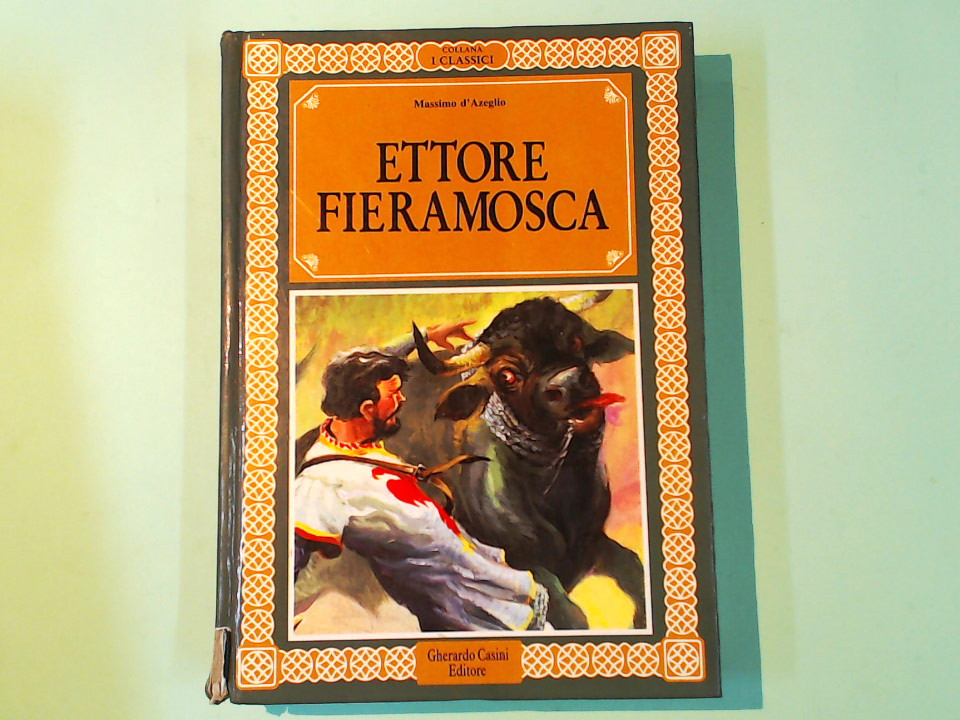 COLLANA
I CLASSICI
Massimo d'Azeglio
ETTORE
FIERAMOSCA
Gherardo Casini
Editore